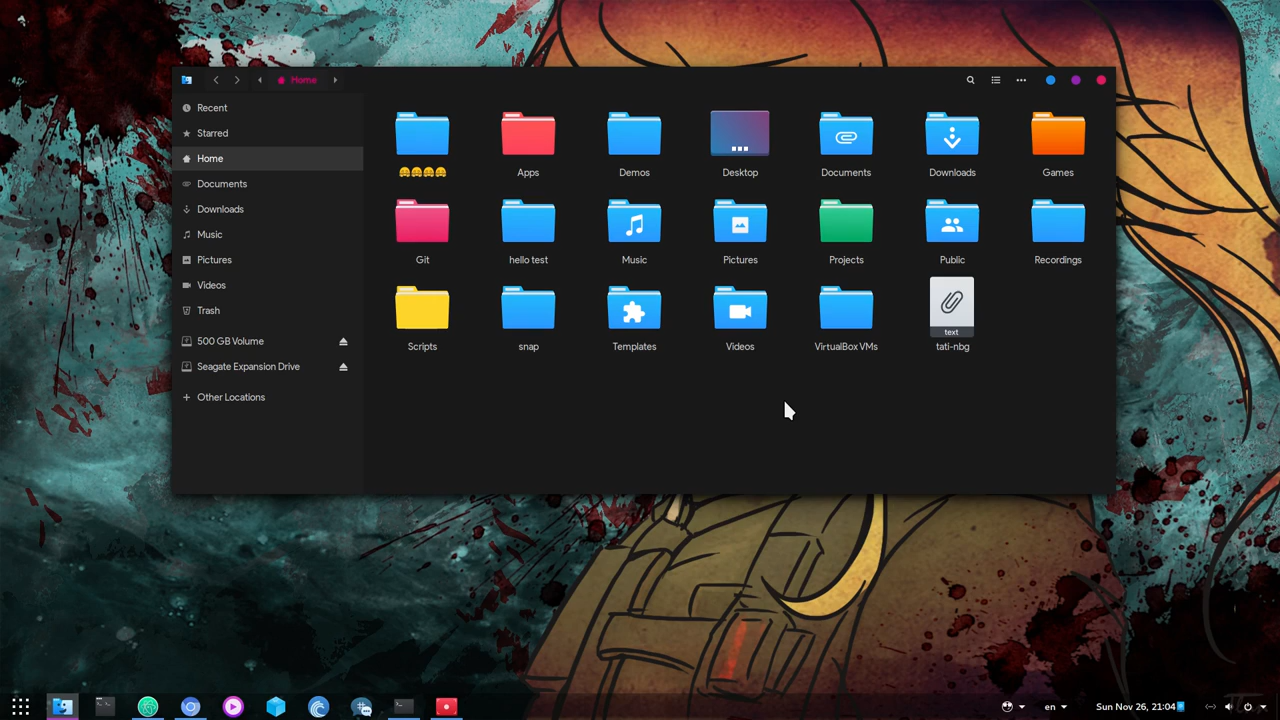 Home
Recent
Starred
Home
Documents
Downloads
Music
Pictures
Videos
Trash
500 GB Volume
Seagate Expansion Drive
Other Locations
Apps
Demos
Desktop
Documents
Downloads
Games
Git
hello test
Music
Pictures
Projects
Public
Recordings
Scripts
snap
Templates
Videos
VirtualBox VMs
text
tati-nbg
en
Sun Nov 26, 21:04